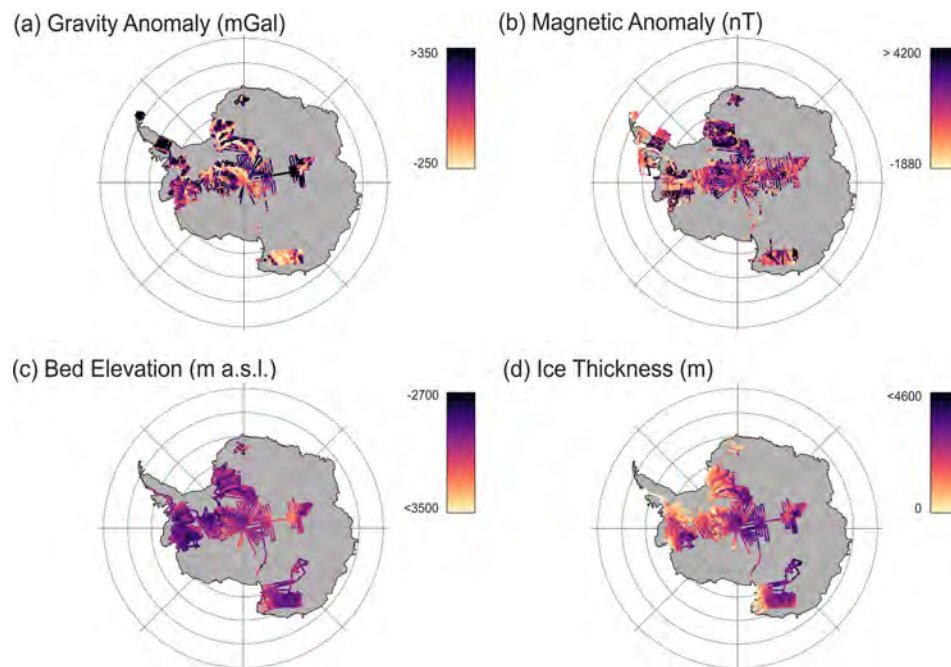 (a) Gravity Anomaly (mGal)
>350
-250
(b) Magnetic Anomaly (nT)
> 4200
-1880
(c) Bed Elevation (m a.s.l.)
-2700
<3500
(d) Ice Thickness (m)
<4600
0